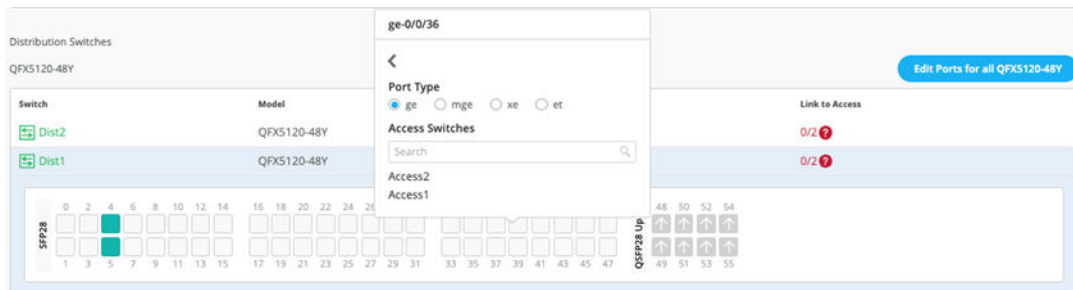 ge-0/0/36
Distribution Switches
QFX5120-48Y
Edit Ports for all QFX5120-48Y
Port Type
ge mge xe et
Access Switches
Search
Access2
Access1
Switch Model Link to Access
Dist2 QFX5120-48Y 0/2 ?
Dist1 QFX5120-48Y 0/2 ?
0 2 4 6 8 10 12 14 16 18 20 22 24 48 50 52 54
SFP28
QSFP28 Up
1 3 5 7 9 11 13 15 17 19 21 23 25 27 29 31 33 35 37 39 41 43 45 47 49 51 53 55